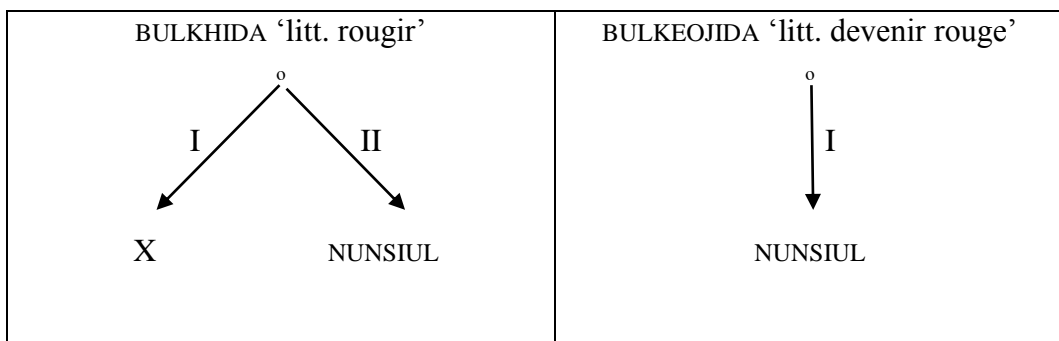 BULKHIDA ‘litt. rougir’
o
I II
X NUNSIUL
BULKEOJIDA ‘litt. devenir rouge’
o
I
NUNSIUL